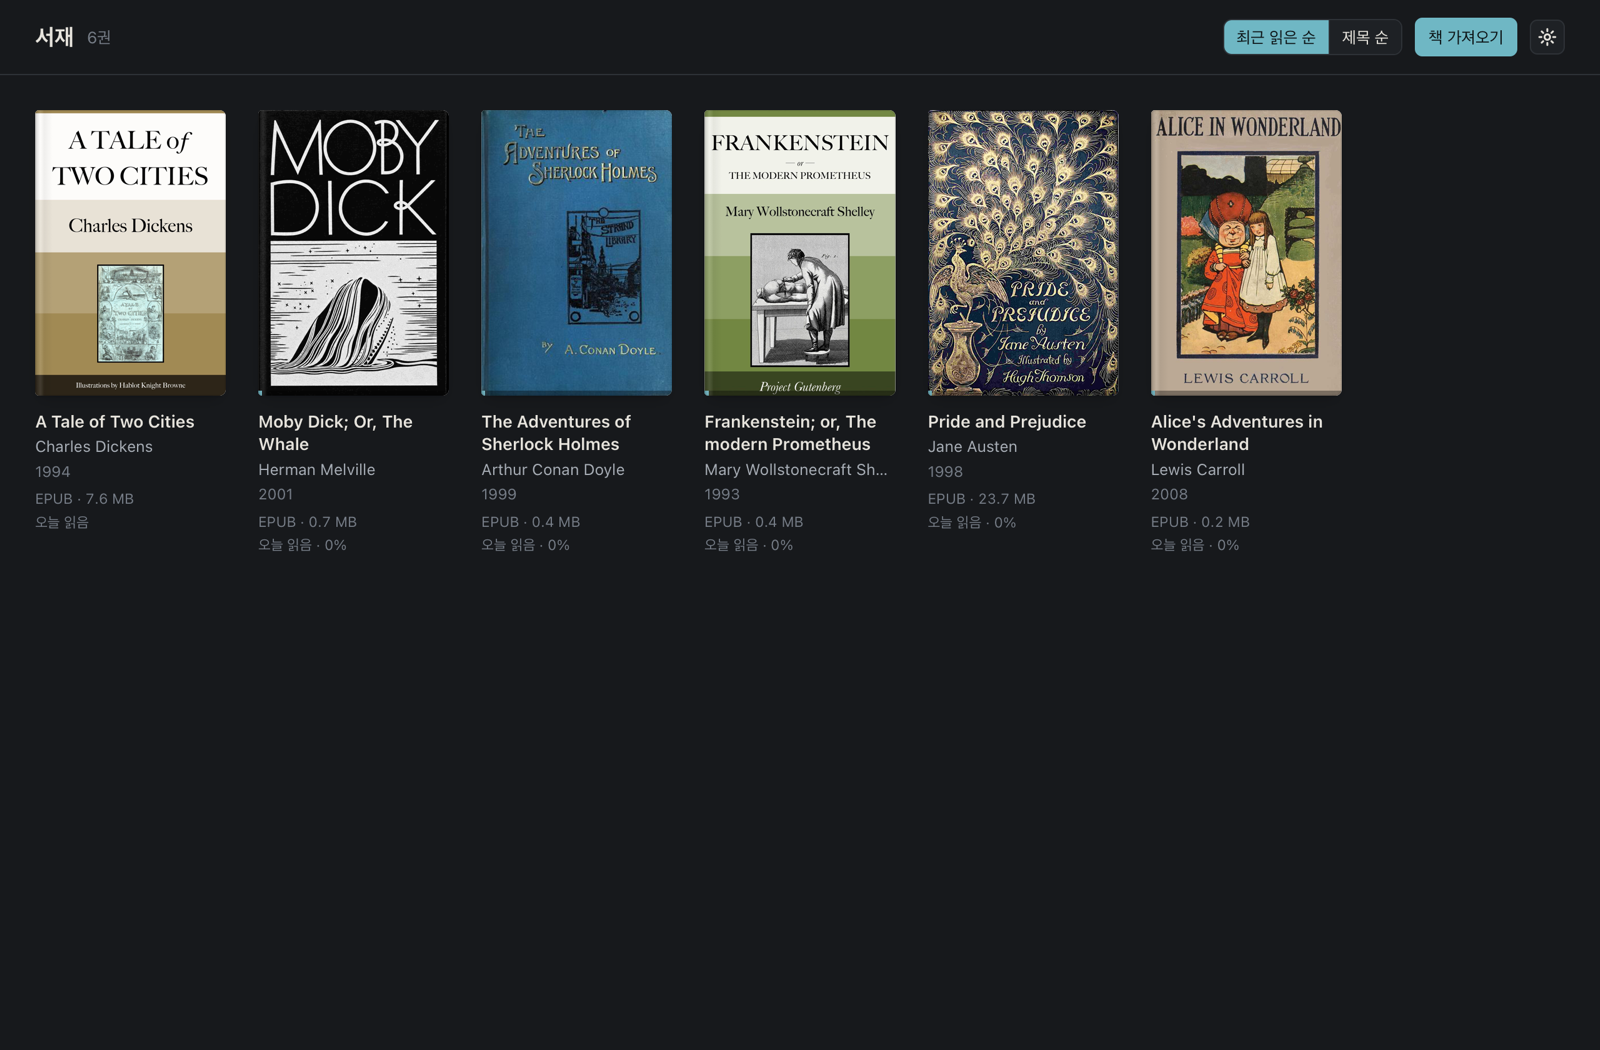 서재 6권
최근 읽은 순 제목 순 책 가져오기
A TALE of
TWO CITIES
Charles Dickens
Illustrations by Hablot Knight Browne
MOBY
DICK
THE
ADVENTURES OF
SHERLOCK HOLMES
THE
STRAND
LIBRARY
BY A. CONAN DOYLE.
FRANKENSTEIN
or
THE MODERN PROMETHEUS
Mary Wollstonecraft Shelley
Fig. 1.
Project Gutenberg
PRIDE
and
PREJUDICE
by
Jane Austen
Illustrated by
Hugh Thomson
ALICE IN WONDERLAND
LEWIS CARROLL
A Tale of Two Cities
Charles Dickens
1994
EPUB · 7.6 MB
오늘 읽음
Moby Dick; Or, The
Whale
Herman Melville
2001
EPUB · 0.7 MB
오늘 읽음 · 0%
The Adventures of
Sherlock Holmes
Arthur Conan Doyle
1999
EPUB · 0.4 MB
오늘 읽음 · 0%
Frankenstein; or, The
modern Prometheus
Mary Wollstonecraft Sh...
1993
EPUB · 0.4 MB
오늘 읽음 · 0%
Pride and Prejudice
Jane Austen
1998
EPUB · 23.7 MB
오늘 읽음 · 0%
Alice's Adventures in
Wonderland
Lewis Carroll
2008
EPUB · 0.2 MB
오늘 읽음 · 0%